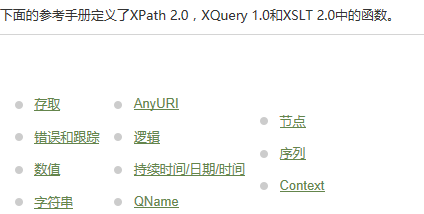 下面的参考手册定义了XPath 2.0，XQuery 1.0和XSLT 2.0中的函数。
存取
错误和跟踪
数值
字符串
AnyURI
逻辑
持续时间/日期/时间
QName
节点
序列
Context